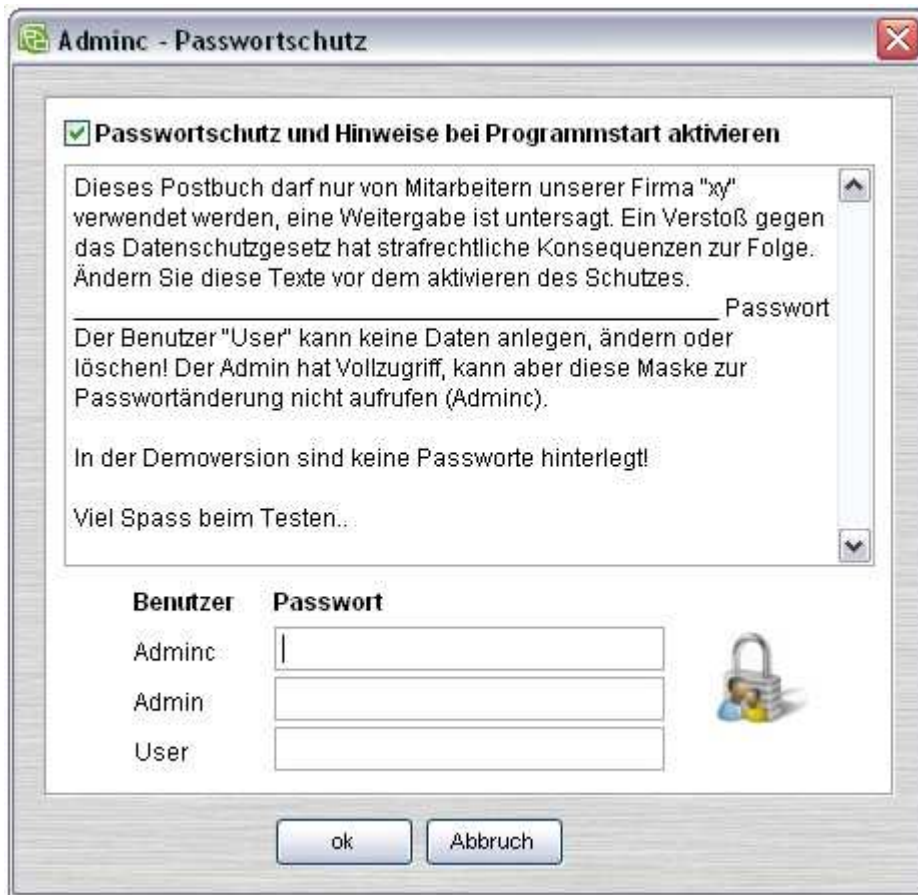 Adminc - Passwortschutz
Passwortschutz und Hinweise bei Programmstart aktivieren
Dieses Postbuch darf nur von Mitarbeitern unserer Firma "xy"
verwendet werden, eine Weitergabe ist untersagt. Ein Verstoß gegen
das Datenschutzgesetz hat strafrechtliche Konsequenzen zur Folge.
Ändern Sie diese Texte vor dem aktivieren des Schutzes.
Passwort
Der Benutzer "User" kann keine Daten anlegen, ändern oder
löschen! Der Admin hat Vollzugriff, kann aber diese Maske zur
Passwortänderung nicht aufrufen (Adminc).
In der Demoversion sind keine Passworte hinterlegt!
Viel Spass beim Testen..
Benutzer Passwort
Adminc
Admin
User
ok Abbruch